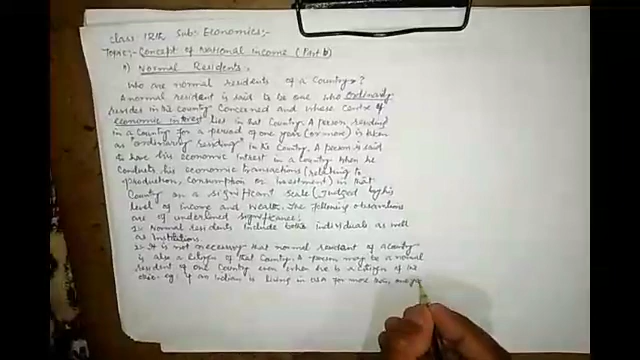 Class 12th Sub:- Economics:-
Topic:- Concept of National Income (Part b)
1) Normal Residents.
Who are normal residents of a Country?
A normal resident is said to be one who ordinarily
resides in the country concerned and whose centre of
economic interest lies in that Country. A person, residing
in a Country for a period of one year (or more) is taken
as "ordinarily residing" in the Country. A person is said
to have his economic interest in a country when he
conducts his economic transactions (relating to
production, Consumption or Investment) in that
Country on a significant scale (Judged by his
level of income and wealth. The following observations
are of underlined significance:
1:- Normal residents include both individuals as well
as Institutions.
2:- It is not necessary that normal resident of a country
is also a citizen of that Country. A person may be a normal
resident of one Country even when he is a citizen of the
other. eg: if an Indian is living in USA for more than one